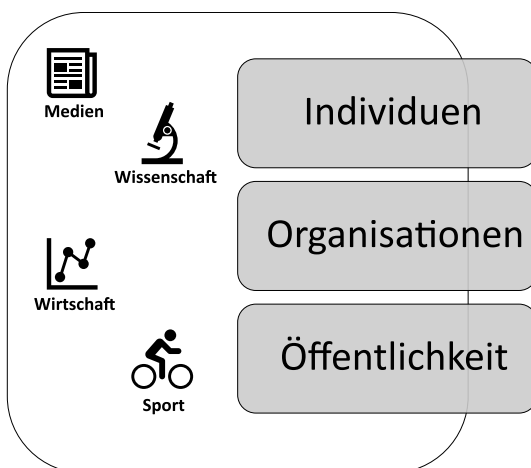 Medien
Wissenschaft
Wirtschaft
Sport
Individuen
Organisationen
Öffentlichkeit